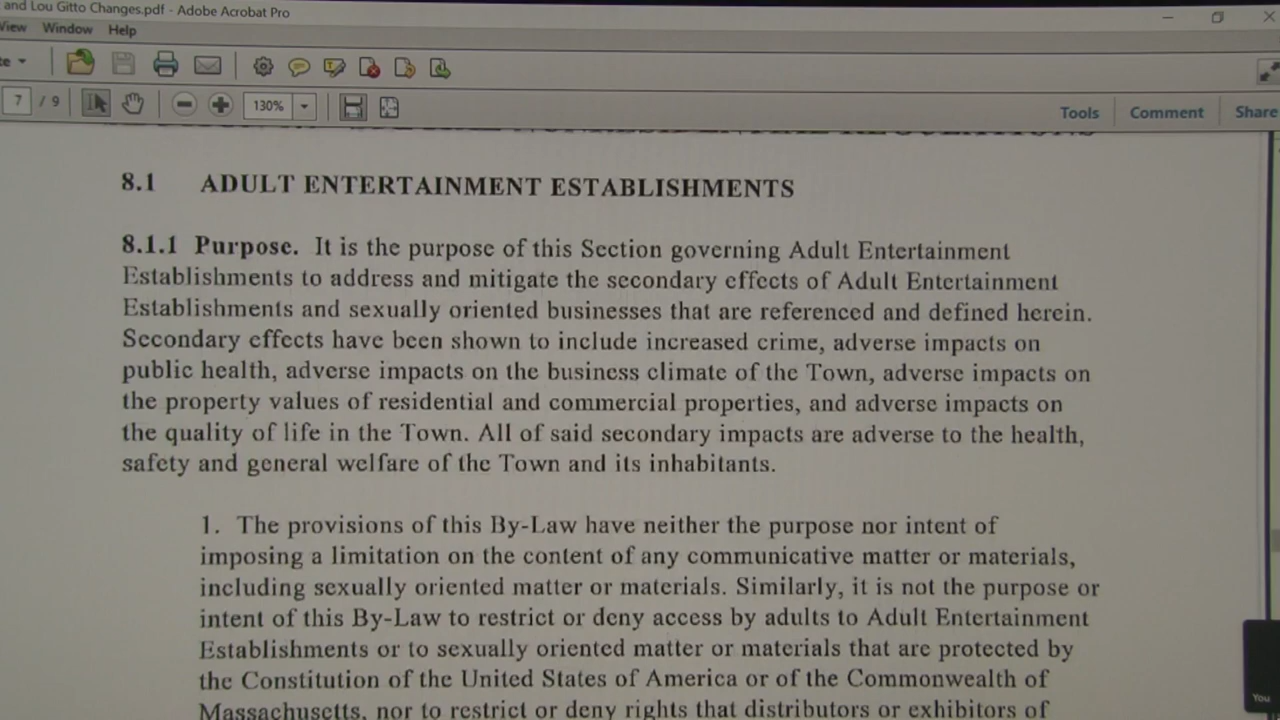 and Lou Gitto Changes.pdf - Adobe Acrobat Pro
View Window Help
7 / 9 130% Tools Comment Share
8.1 ADULT ENTERTAINMENT ESTABLISHMENTS
8.1.1 Purpose. It is the purpose of this Section governing Adult Entertainment
Establishments to address and mitigate the secondary effects of Adult Entertainment
Establishments and sexually oriented businesses that are referenced and defined herein.
Secondary effects have been shown to include increased crime, adverse impacts on
public health, adverse impacts on the business climate of the Town, adverse impacts on
the property values of residential and commercial properties, and adverse impacts on
the quality of life in the Town. All of said secondary impacts are adverse to the health,
safety and general welfare of the Town and its inhabitants.
1. The provisions of this By-Law have neither the purpose nor intent of
imposing a limitation on the content of any communicative matter or materials,
including sexually oriented matter or materials. Similarly, it is not the purpose or
intent of this By-Law to restrict or deny access by adults to Adult Entertainment
Establishments or to sexually oriented matter or materials that are protected by
the Constitution of the United States of America or of the Commonwealth of
Massachusetts, nor to restrict or deny rights that distributors or exhibitors of
You